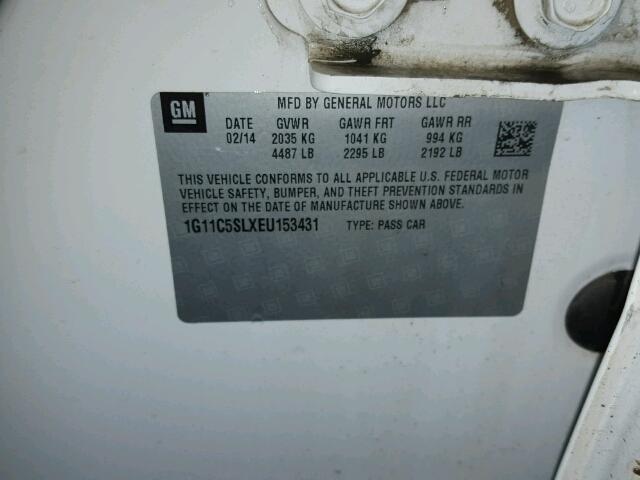 GM
MFD BY GENERAL MOTORS LLC
DATE GVWR GAWR FRT GAWR RR
02/14 2035 KG 1041 KG 994 KG
4487 LB 2295 LB 2192 LB
THIS VEHICLE CONFORMS TO ALL APPLICABLE U.S. FEDERAL MOTOR
VEHICLE SAFETY, BUMPER, AND THEFT PREVENTION STANDARDS
IN EFFECT ON THE DATE OF MANUFACTURE SHOWN ABOVE.
1G11C5SLXEU153431 TYPE: PASS CAR